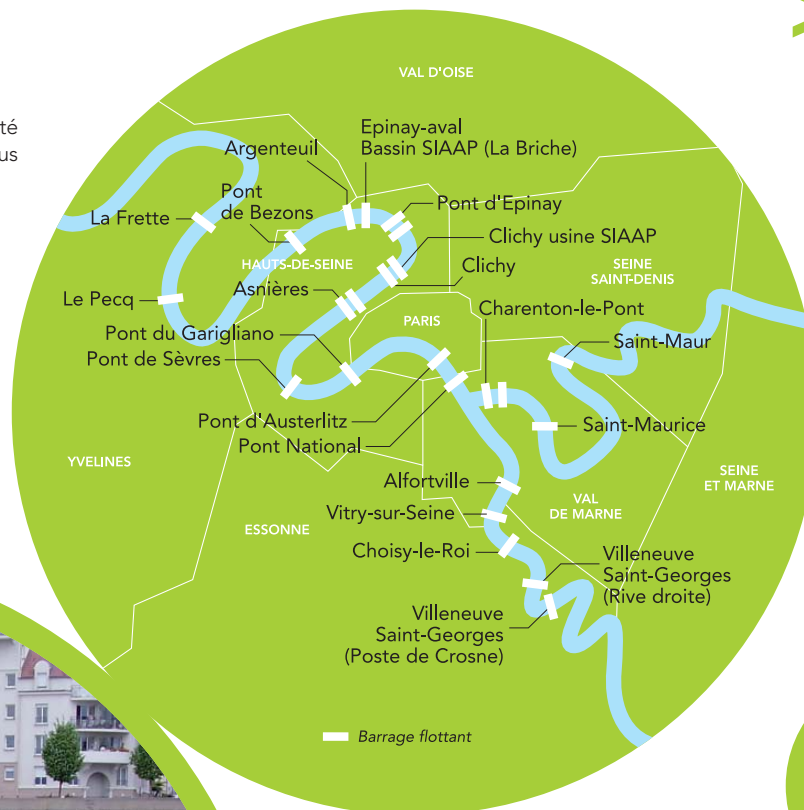 té
us
VAL D'OISE
Epinay-aval
Bassin SIAAP (La Briche)
Argenteuil
Pont
de Bezons
Pont d'Epinay
La Frette
Clichy usine SIAAP
HAUTS-DE-SEINE
Clichy
SEINE
SAINT-DENIS
Asnières
Le Pecq
Charenton-le-Pont
PARIS
Pont du Garigliano
Saint-Maur
Pont de Sèvres
Pont d'Austerlitz
Saint-Maurice
Pont National
YVELINES
SEINE
ET MARNE
Alfortville
VAL
DE MARNE
Vitry-sur-Seine
ESSONNE
Choisy-le-Roi
Villeneuve
Saint-Georges
(Rive droite)
Villeneuve
Saint-Georges
(Poste de Crosne)
Barrage flottant